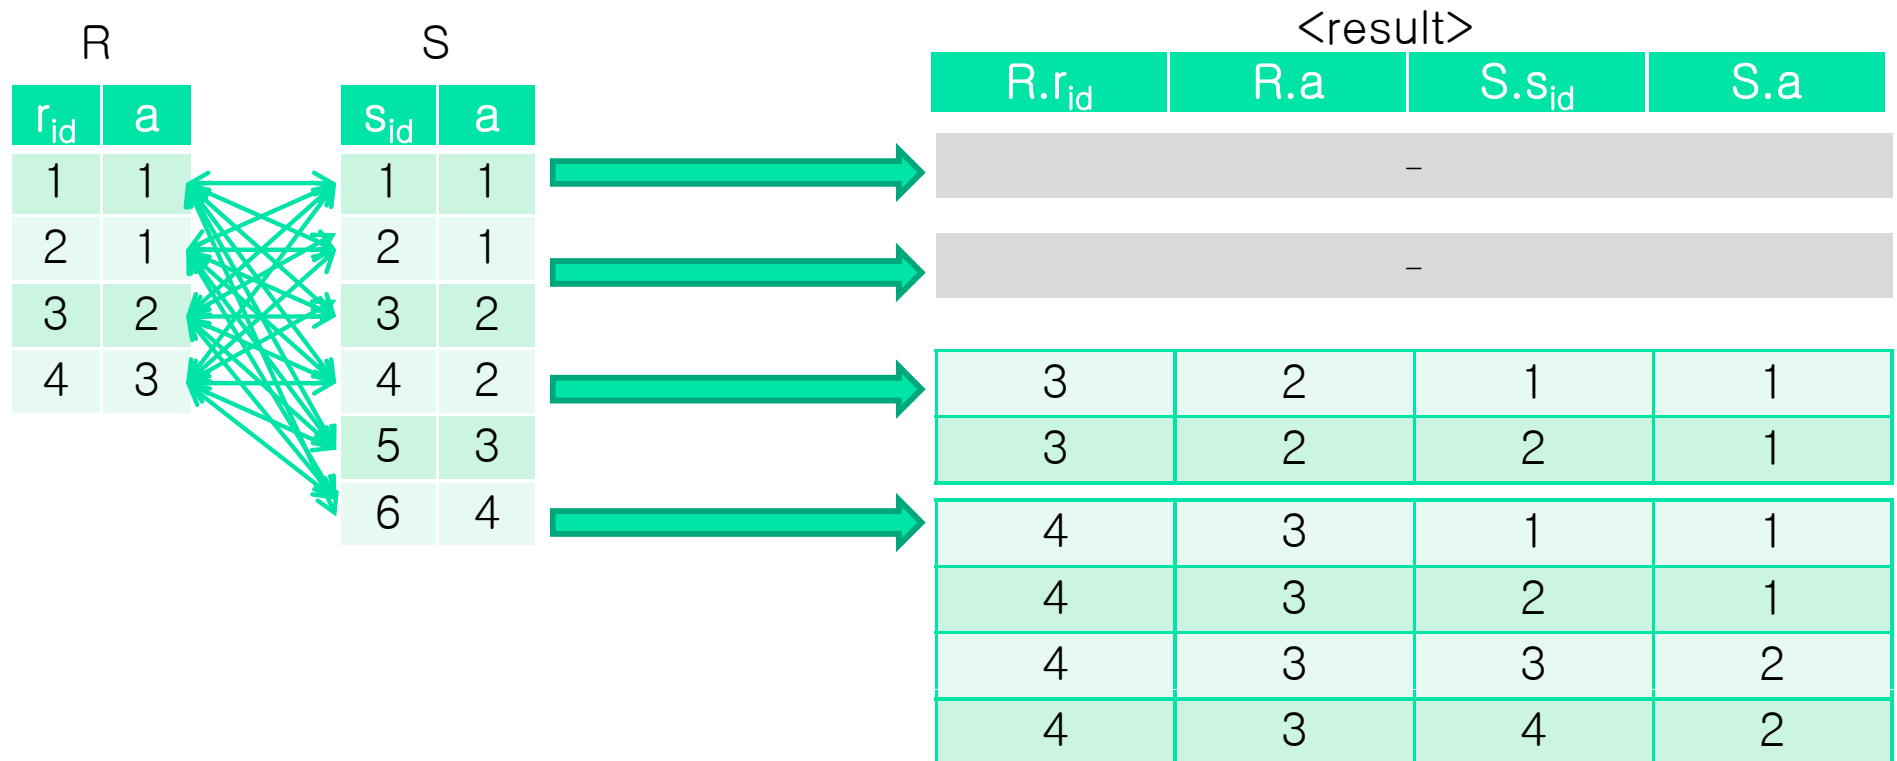 R
r_id a
1 1
2 1
3 2
4 3
S
s_id a
1 1
2 1
3 2
4 2
5 3
6 4
<result>
R.r_id R.a S.s_id S.a
-
-
3 2 1 1
3 2 2 1
4 3 1 1
4 3 2 1
4 3 3 2
4 3 4 2